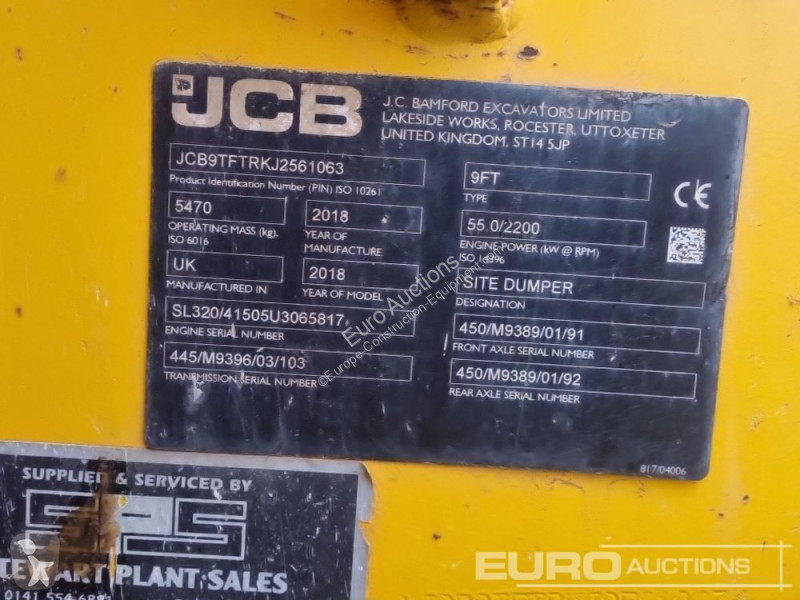 JCB
J.C. BAMFORD EXCAVATORS LIMITED
LAKESIDE WORKS, ROCESTER, UTTOXETER
UNITED KINGDOM, ST14 5JP
JCB9TFTRKJ2561063
Product Identification Number (PIN) ISO 10261
9FT
TYPE
CE
5470
OPERATING MASS (kg)
ISO 6016
2018
YEAR OF
MANUFACTURE
55.0/2200
ENGINE POWER (kW @ RPM)
ISO 14396
UK
MANUFACTURED IN
2018
YEAR OF MODEL
SITE DUMPER
DESIGNATION
SL320/41505U3065817
ENGINE SERIAL NUMBER
450/M9389/01/91
FRONT AXLE SERIAL NUMBER
445/M9396/03/103
TRANSMISSION SERIAL NUMBER
450/M9389/01/92
REAR AXLE SERIAL NUMBER
817/04006
Euro Auctions
©Europe-Construction-Equipment
SUPPLIED & SERVICED BY
SPS
PLANT SALES
0141 554
EURO AUCTIONS